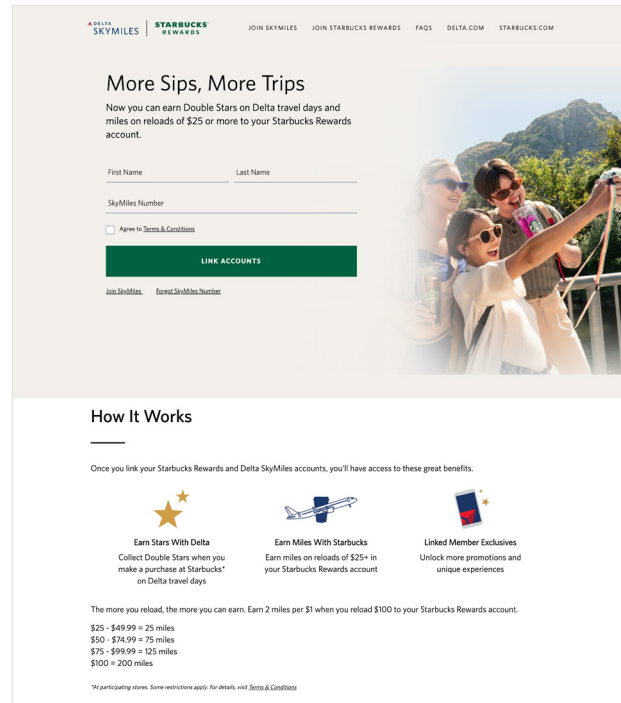 DELTA
SKYMILES
STARBUCKS®
REWARDS
JOIN SKYMILES JOIN STARBUCKS REWARDS FAQS DELTA.COM STARBUCKS.COM
More Sips, More Trips
Now you can earn Double Stars on Delta travel days and
miles on reloads of $25 or more to your Starbucks Rewards
account.
First Name Last Name
SkyMiles Number
Agree to Terms & Conditions
LINK ACCOUNTS
Join SkyMiles Forgot SkyMiles Number
How It Works
Once you link your Starbucks Rewards and Delta SkyMiles accounts, you'll have access to these great benefits.
Earn Stars With Delta
Collect Double Stars when you
make a purchase at Starbucks*
on Delta travel days
Earn Miles With Starbucks
Earn miles on reloads of $25+ in
your Starbucks Rewards account
Linked Member Exclusives
Unlock more promotions and
unique experiences
The more you reload, the more you can earn. Earn 2 miles per $1 when you reload $100 to your Starbucks Rewards account.
$25 - $49.99 = 25 miles
$50 - $74.99 = 75 miles
$75 - $99.99 = 125 miles
$100 = 200 miles
*At participating stores. Some restrictions apply. For details, visit Terms & Conditions